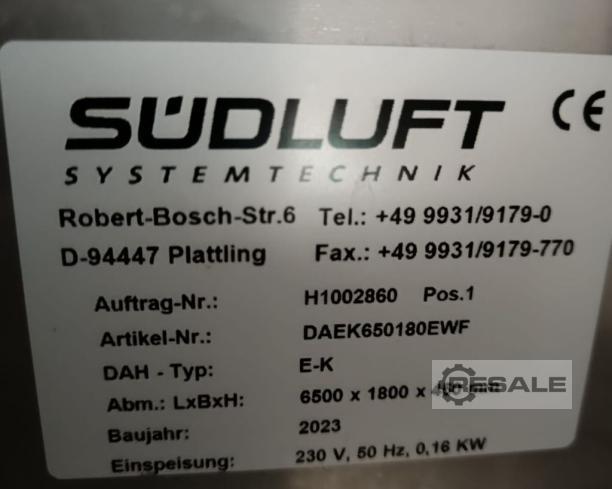 SÜDLUFT CE
SYSTEMTECHNIK
Robert-Bosch-Str.6 Tel.: +49 9931/9179-0
D-94447 Plattling Fax.: +49 9931/9179-770
Auftrag-Nr.: H1002860 Pos.1
Artikel-Nr.: DAEK650180EWF
DAH - Typ: E-K
RESALE
Abm.: LxBxH: 6500 x 1800 x mm
Baujahr: 2023
Einspeisung: 230 V, 50 Hz, 0,16 KW